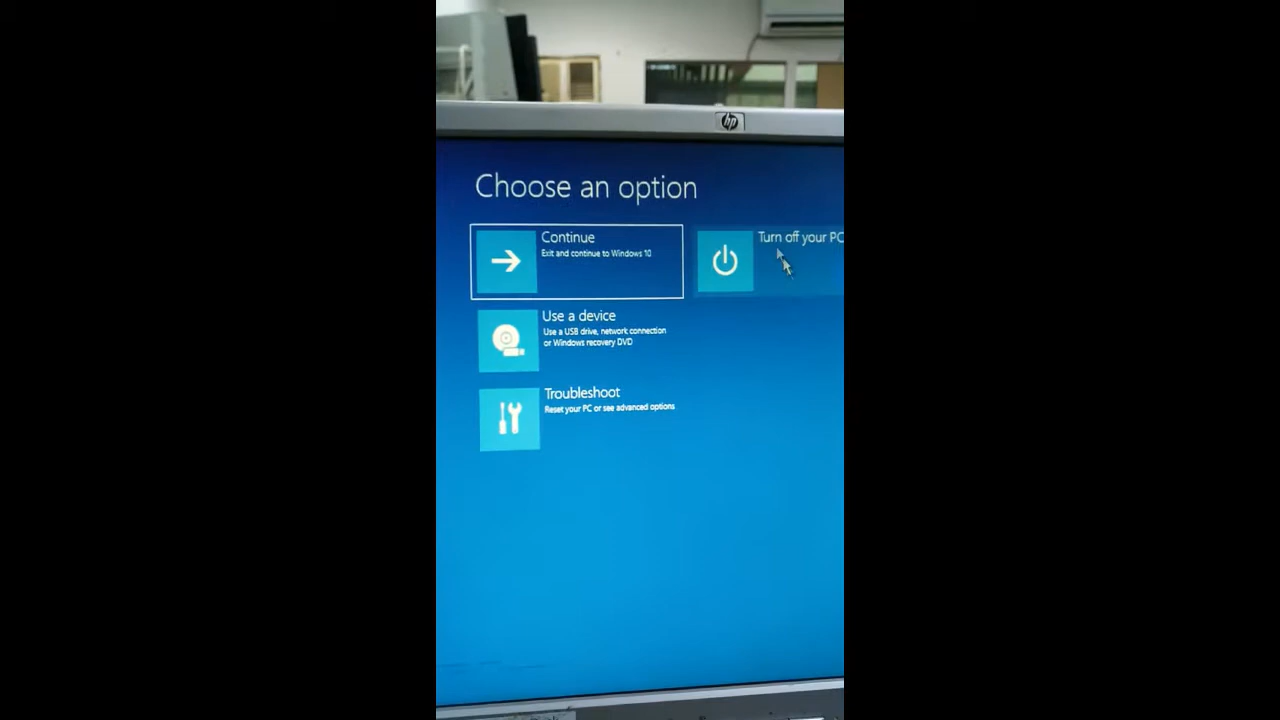 hp
Choose an option
Continue
Exit and continue to Windows 10
Turn off your PC
Use a device
Use a USB drive, network connection
or Windows recovery DVD
Troubleshoot
Reset your PC or see advanced options